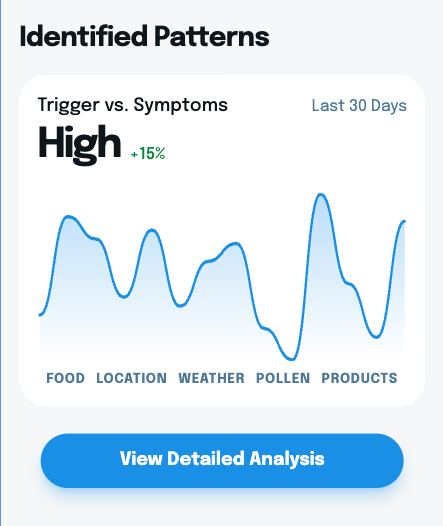 Identified Patterns
Trigger vs. Symptoms Last 30 Days
High +15%
FOOD LOCATION WEATHER POLLEN PRODUCTS
View Detailed Analysis